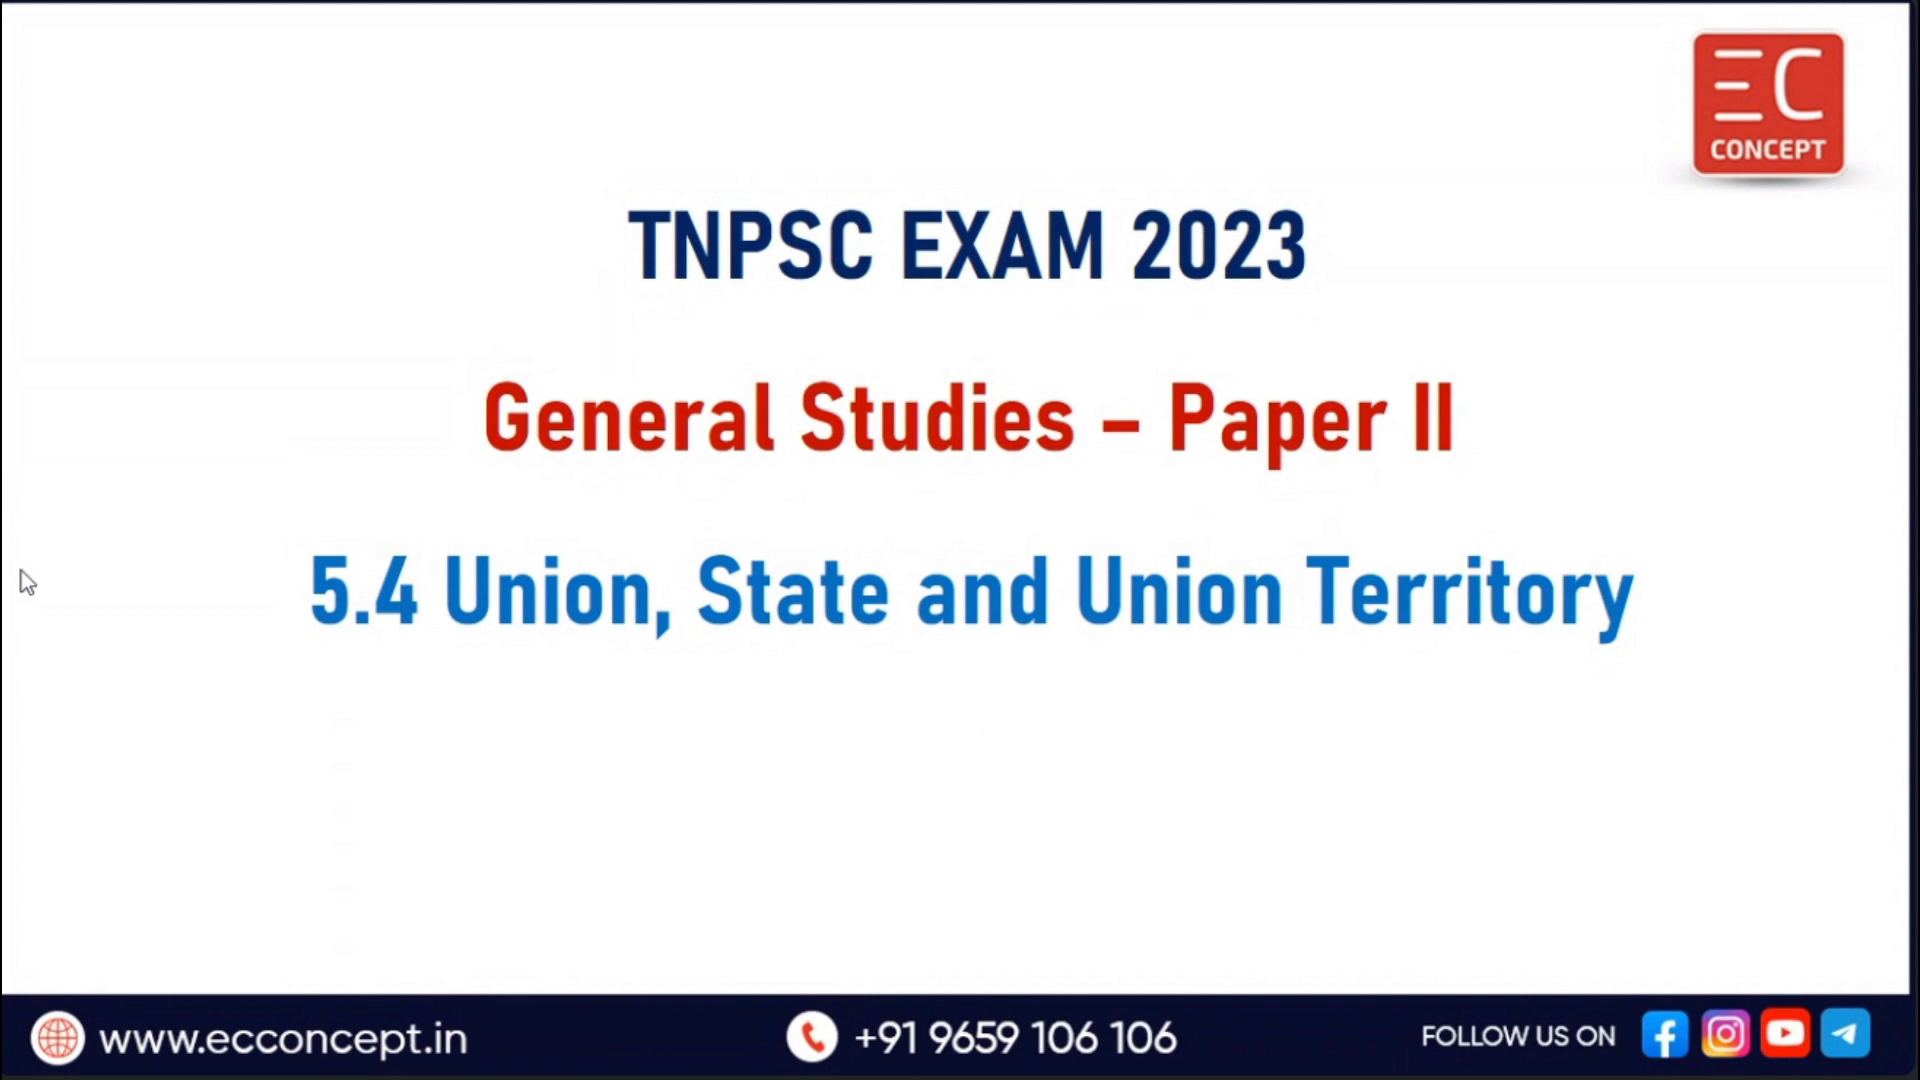 EC
CONCEPT
TNPSC EXAM 2023
General Studies – Paper II
5.4 Union, State and Union Territory
www.ecconcept.in
+91 9659 106 106
FOLLOW US ON